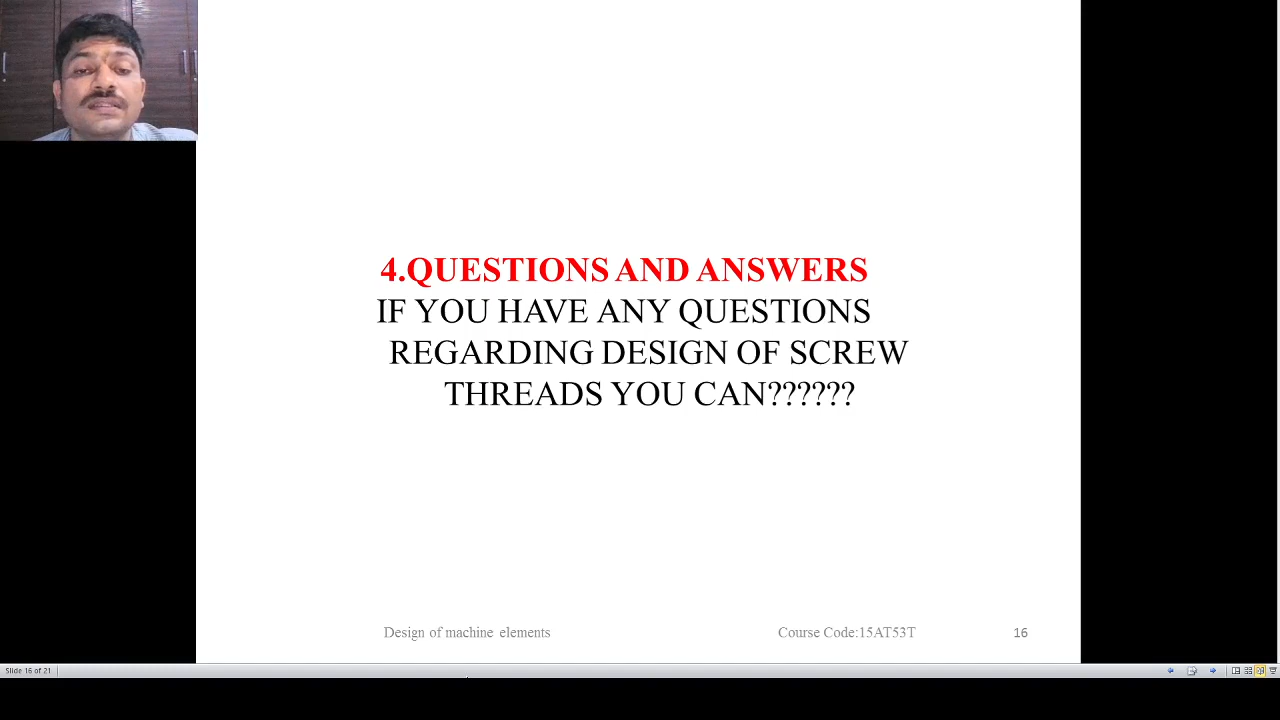 4.QUESTIONS AND ANSWERS
IF YOU HAVE ANY QUESTIONS
REGARDING DESIGN OF SCREW
THREADS YOU CAN??????
Design of machine elements
Course Code:15AT53T
16
Slide 16 of 21